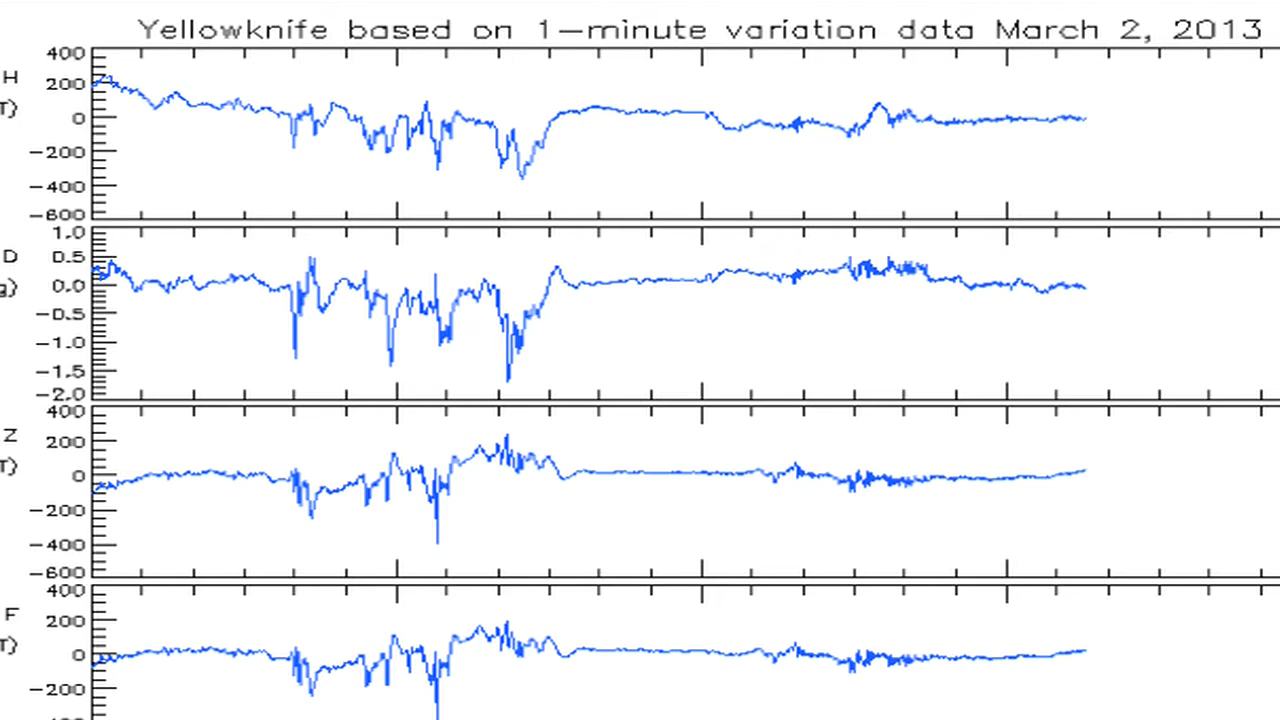 Yellowknife based on 1-minute variation data March 2, 2013
400
H
200
T)
0
-200
-400
-600
1.0
D
0.5
0.0
-0.5
-1.0
-1.5
-2.0
400
Z
200
T)
0
-200
-400
-600
400
F
200
T)
0
-200